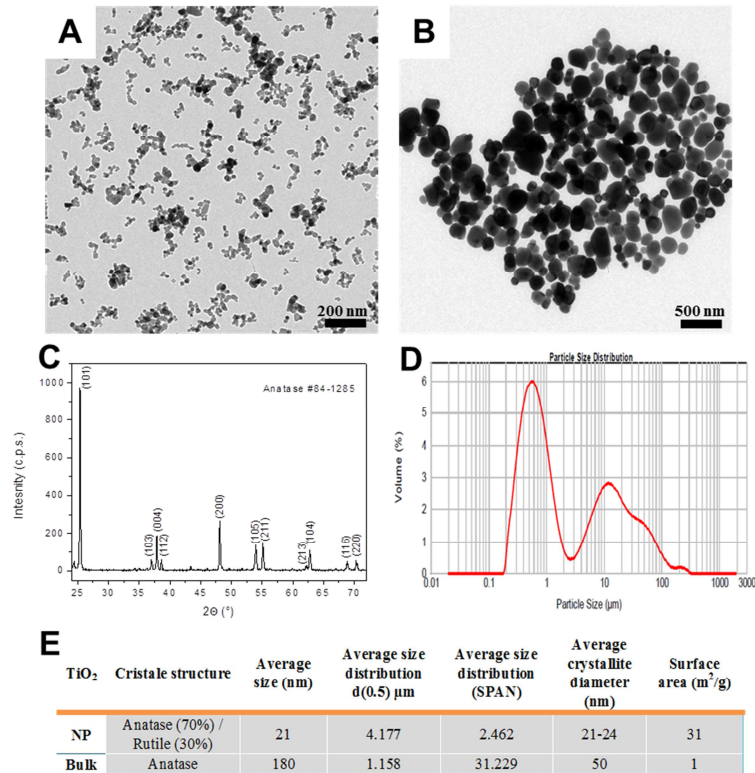 A
B
200 nm
500 nm
C
D
Particle Size Distribution
Anatase #84-1285
(101)
(103)
(004)
(112)
(200)
(105)
(211)
(213)
(104)
(116)
(220)
Intesnrity (c.p.s.)
1000
800
600
400
200
0
25 30 35 40 45 50 55 60 65 70
2Θ (°)
Volume (%)
6
5
4
3
2
1
0
0.01 0.1 1 10 100 1000 3000
Particle Size (µm)
E
TiO₂ Cristale structure Average size (nm) Average size distribution d(0.5) µm Average size distribution (SPAN) Average crystallite diameter (nm) Surface area (m²/g)
NP Anatase (70%) / Rutile (30%) 21 4.177 2.462 21-24 31
Bulk Anatase 180 1.158 31.229 50 1